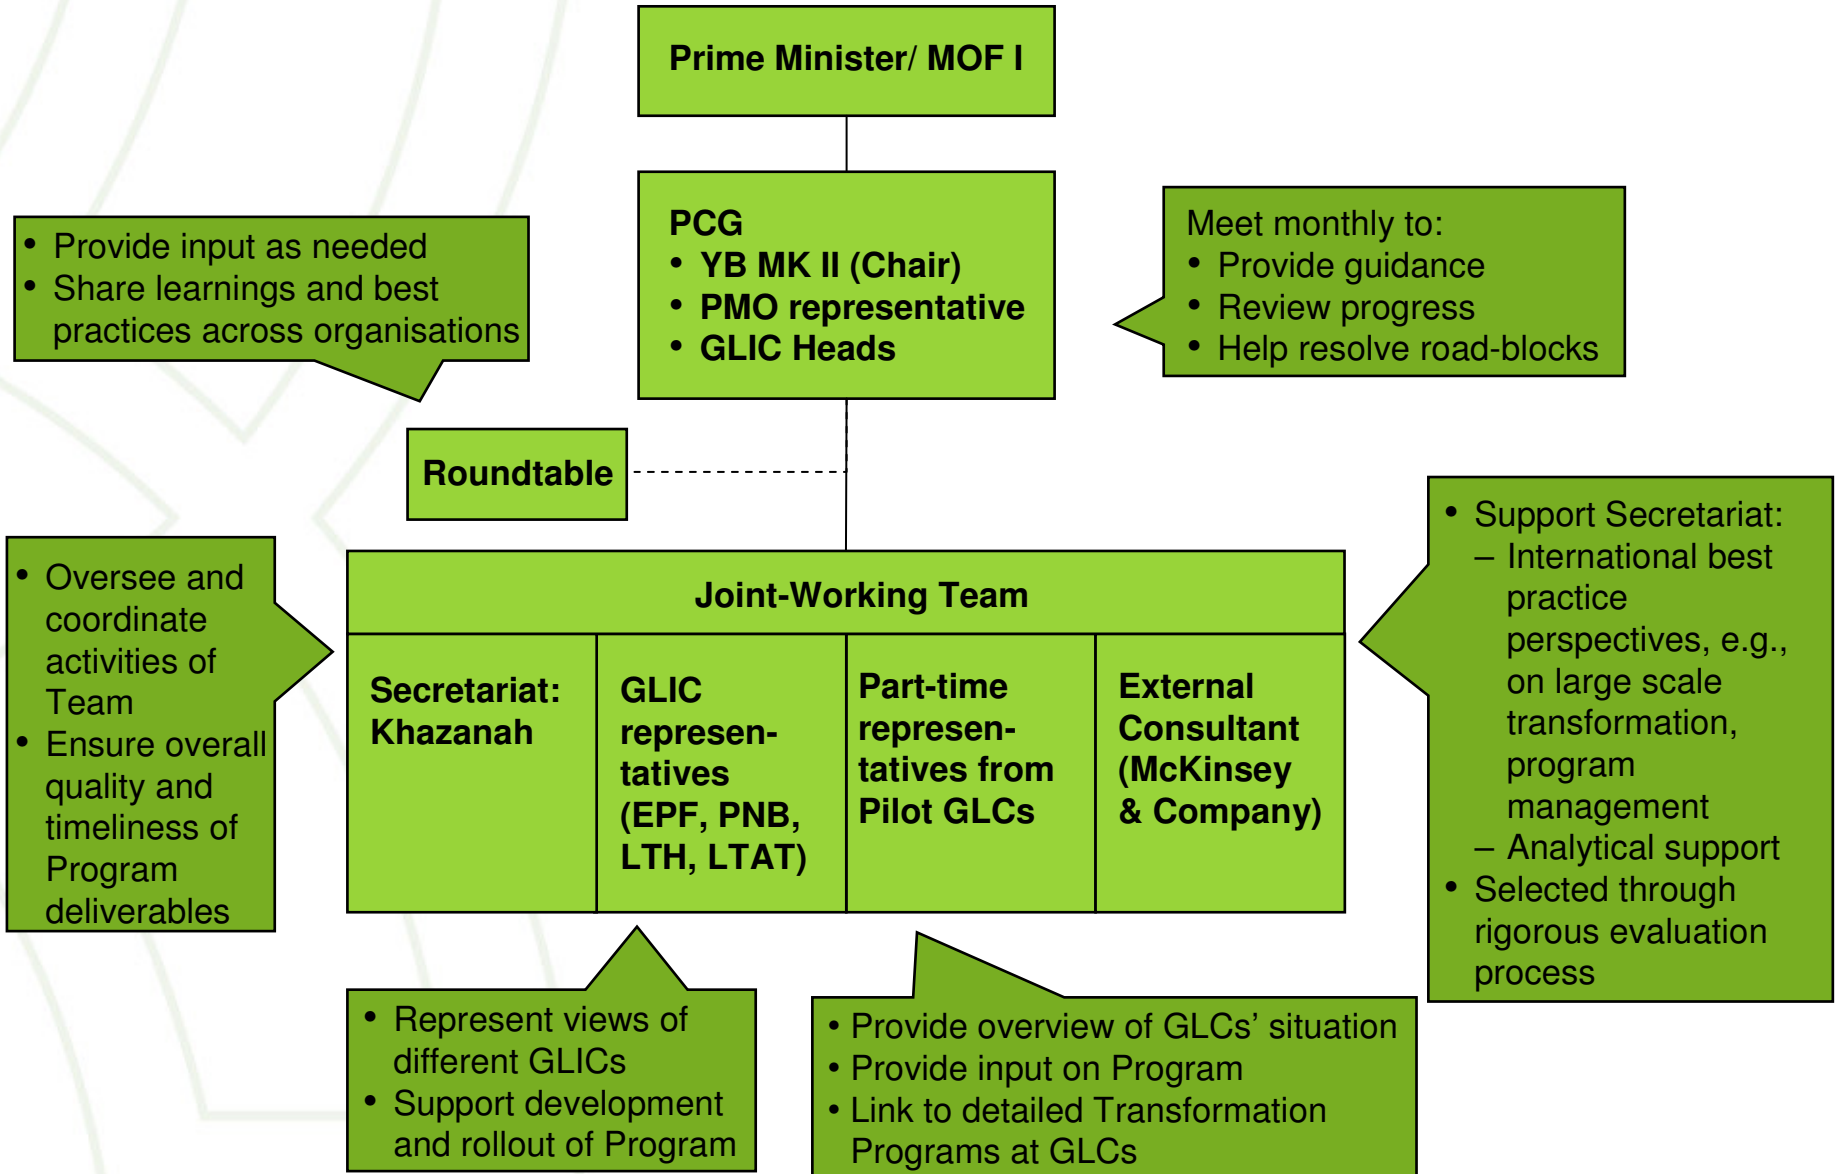 Prime Minister/ MOF I
PCG
• YB MK II (Chair)
• PMO representative
• GLIC Heads
Meet monthly to:
• Provide guidance
• Review progress
• Help resolve road-blocks
• Provide input as needed
• Share learnings and best
practices across organisations
Roundtable
• Oversee and
coordinate
activities of
Team
• Ensure overall
quality and
timeliness of
Program
deliverables
Joint-Working Team
Secretariat:
Khazanah
GLIC
represen-
tatives
(EPF, PNB,
LTH, LTAT)
Part-time
represen-
tatives from
Pilot GLCs
External
Consultant
(McKinsey
& Company)
• Support Secretariat:
– International best
practice
perspectives, e.g.,
on large scale
transformation,
program
management
– Analytical support
• Selected through
rigorous evaluation
process
• Represent views of
different GLICs
• Support development
and rollout of Program
• Provide overview of GLCs’ situation
• Provide input on Program
• Link to detailed Transformation
Programs at GLCs